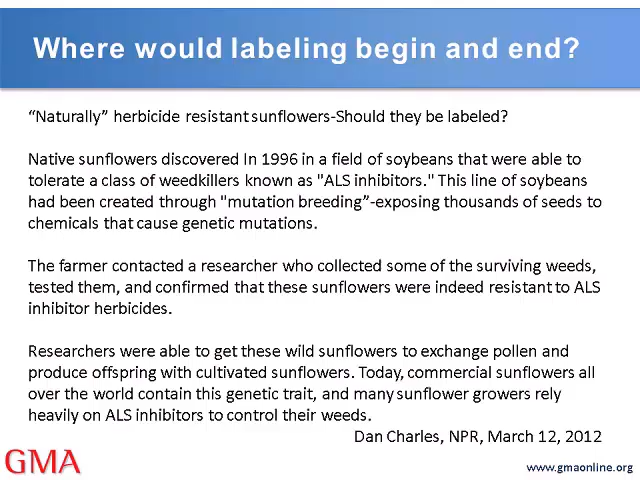 Where would labeling begin and end?
“Naturally” herbicide resistant sunflowers-Should they be labeled?
Native sunflowers discovered In 1996 in a field of soybeans that were able to
tolerate a class of weedkillers known as "ALS inhibitors." This line of soybeans
had been created through "mutation breeding”-exposing thousands of seeds to
chemicals that cause genetic mutations.
The farmer contacted a researcher who collected some of the surviving weeds,
tested them, and confirmed that these sunflowers were indeed resistant to ALS
inhibitor herbicides.
Researchers were able to get these wild sunflowers to exchange pollen and
produce offspring with cultivated sunflowers. Today, commercial sunflowers all
over the world contain this genetic trait, and many sunflower growers rely
heavily on ALS inhibitors to control their weeds.
Dan Charles, NPR, March 12, 2012
GMA
www.gmaonline.org